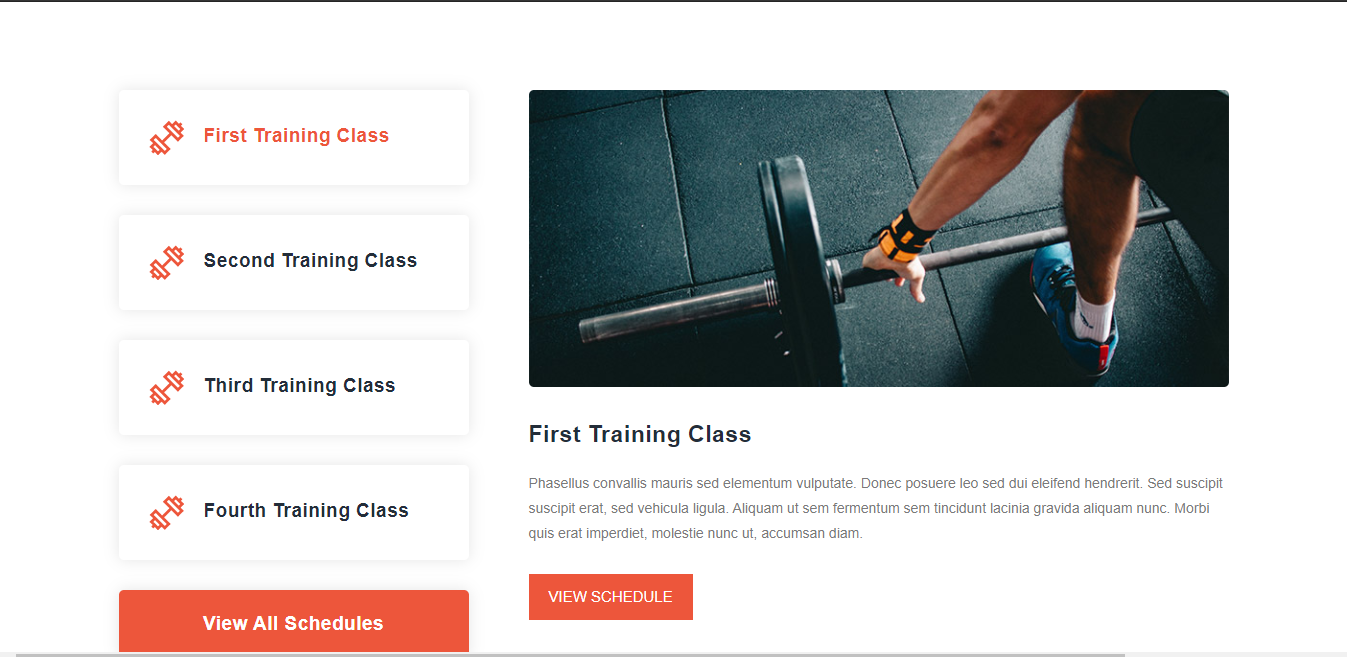 First Training Class
Second Training Class
Third Training Class
Fourth Training Class
View All Schedules
First Training Class
Phasellus convallis mauris sed elementum vulputate. Donec posuere leo sed dui eleifend hendrerit. Sed suscipit
suscipit erat, sed vehicula ligula. Aliquam ut sem fermentum sem tincidunt lacinia gravida aliquam nunc. Morbi
quis erat imperdiet, molestie nunc ut, accumsan diam.
VIEW SCHEDULE